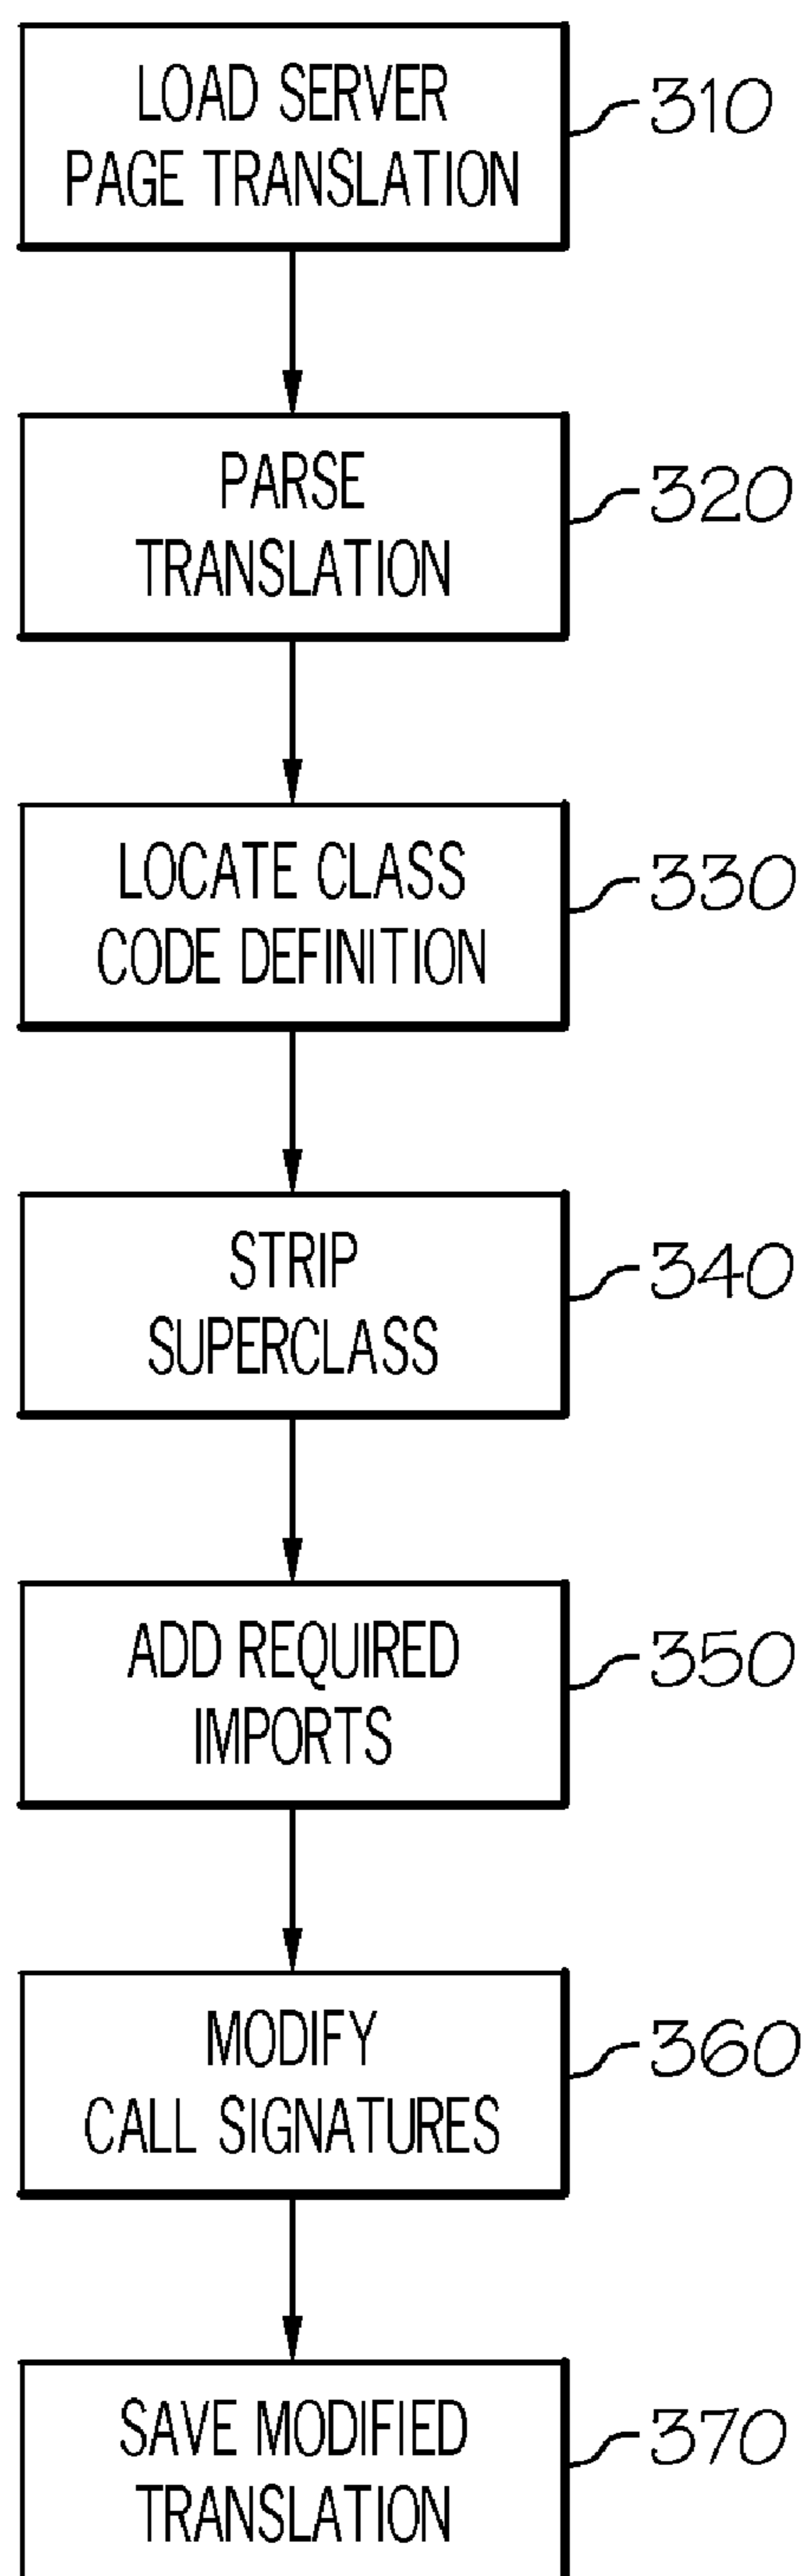 LOAD SERVER
PAGE TRANSLATION
310
PARSE
TRANSLATION
320
LOCATE CLASS
CODE DEFINITION
330
STRIP
SUPERCLASS
340
ADD REQUIRED
IMPORTS
350
MODIFY
CALL SIGNATURES
360
SAVE MODIFIED
TRANSLATION
370